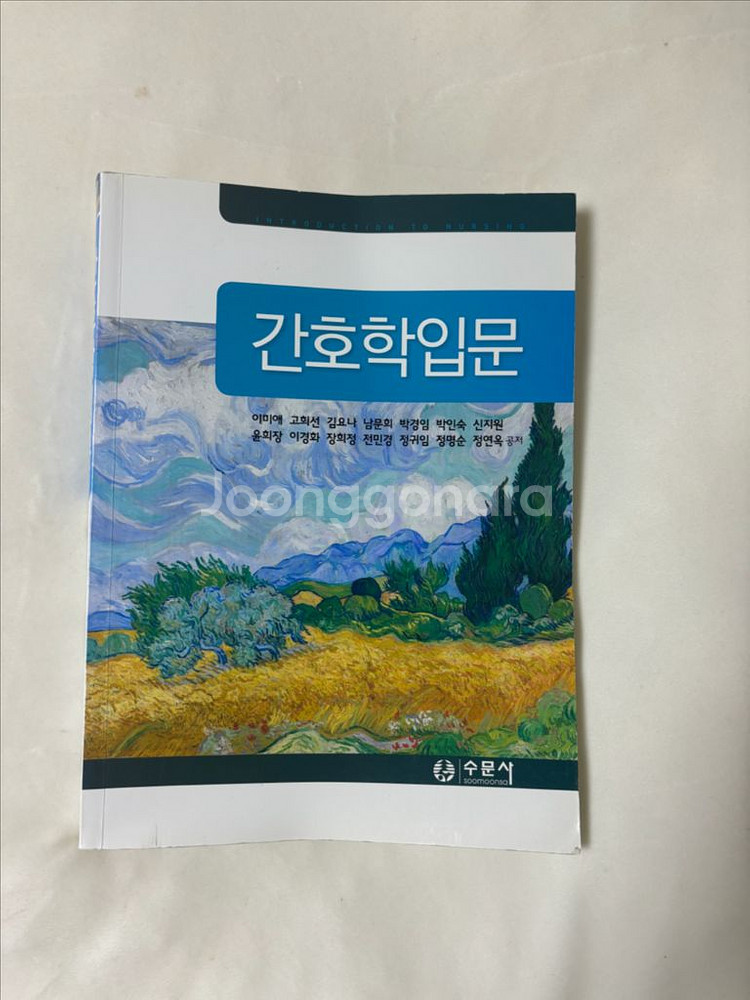 INTRODUCTION TO NURSING
간호학입문
이미애 고희선 김요나 남문희 박경임 박인숙 신지원
윤회장 이경화 장희정 전민경 정귀임 정명순 정연옥 공저
Joonggonara
수문사
soomoonsa